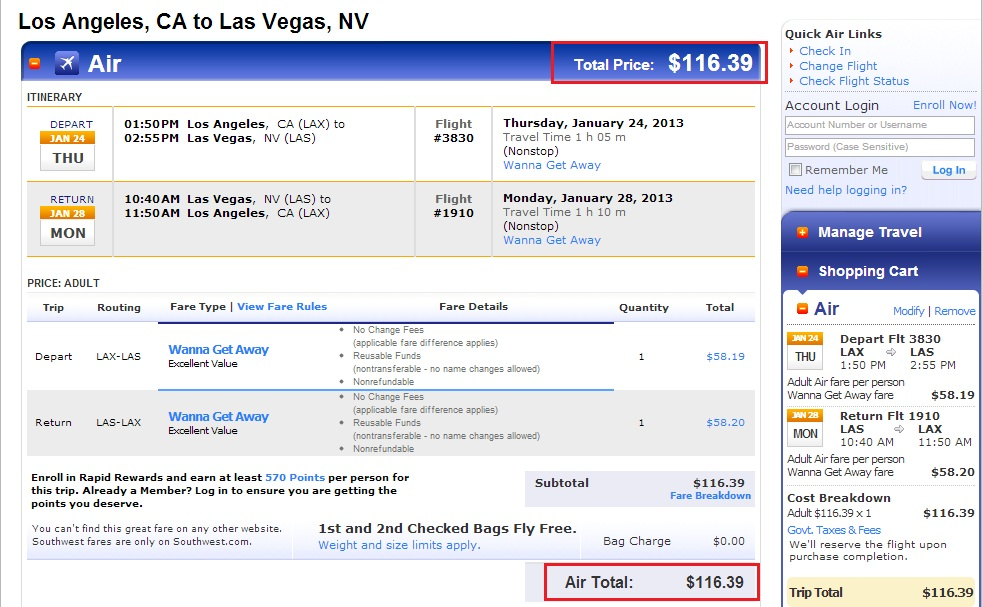 Los Angeles, CA to Las Vegas, NV
Air
Total Price: $116.39
ITINERARY
DEPART
JAN 24
THU
01:50PM Los Angeles, CA (LAX) to
02:55PM Las Vegas, NV (LAS)
Flight
#3830
Thursday, January 24, 2013
Travel Time 1 h 05 m
(Nonstop)
Wanna Get Away
RETURN
JAN 28
MON
10:40AM Las Vegas, NV (LAS) to
11:50AM Los Angeles, CA (LAX)
Flight
#1910
Monday, January 28, 2013
Travel Time 1 h 10 m
(Nonstop)
Wanna Get Away
PRICE: ADULT
Trip Routing Fare Type | View Fare Rules Fare Details Quantity Total
Depart LAX-LAS
Wanna Get Away
Excellent Value
• No Change Fees
(applicable fare difference applies)
• Reusable Funds
(nontransferable - no name changes allowed)
• Nonrefundable
1 $58.19
Return LAS-LAX
Wanna Get Away
Excellent Value
• No Change Fees
(applicable fare difference applies)
• Reusable Funds
(nontransferable - no name changes allowed)
• Nonrefundable
1 $58.20
Enroll in Rapid Rewards and earn at least 570 Points per person for
this trip. Already a Member? Log in to ensure you are getting the
points you deserve.
Subtotal $116.39
Fare Breakdown
You can't find this great fare on any other website.
Southwest fares are only on Southwest.com.
1st and 2nd Checked Bags Fly Free.
Weight and size limits apply.
Bag Charge $0.00
Air Total: $116.39
Quick Air Links
Check In
Change Flight
Check Flight Status
Account Login Enroll Now!
Account Number or Username
Password (Case Sensitive)
Remember Me Log In
Need help logging in?
Manage Travel
Shopping Cart
Air Modify | Remove
JAN 24
THU
Depart Flt 3830
LAX LAS
1:50 PM 2:55 PM
Adult Air fare per person
Wanna Get Away fare $58.19
JAN 28
MON
Return Flt 1910
LAS LAX
10:40 AM 11:50 AM
Adult Air fare per person
Wanna Get Away fare $58.20
Cost Breakdown
Adult $116.39 x 1 $116.39
Govt. Taxes & Fees
We'll reserve the flight upon
purchase completion.
Trip Total $116.39